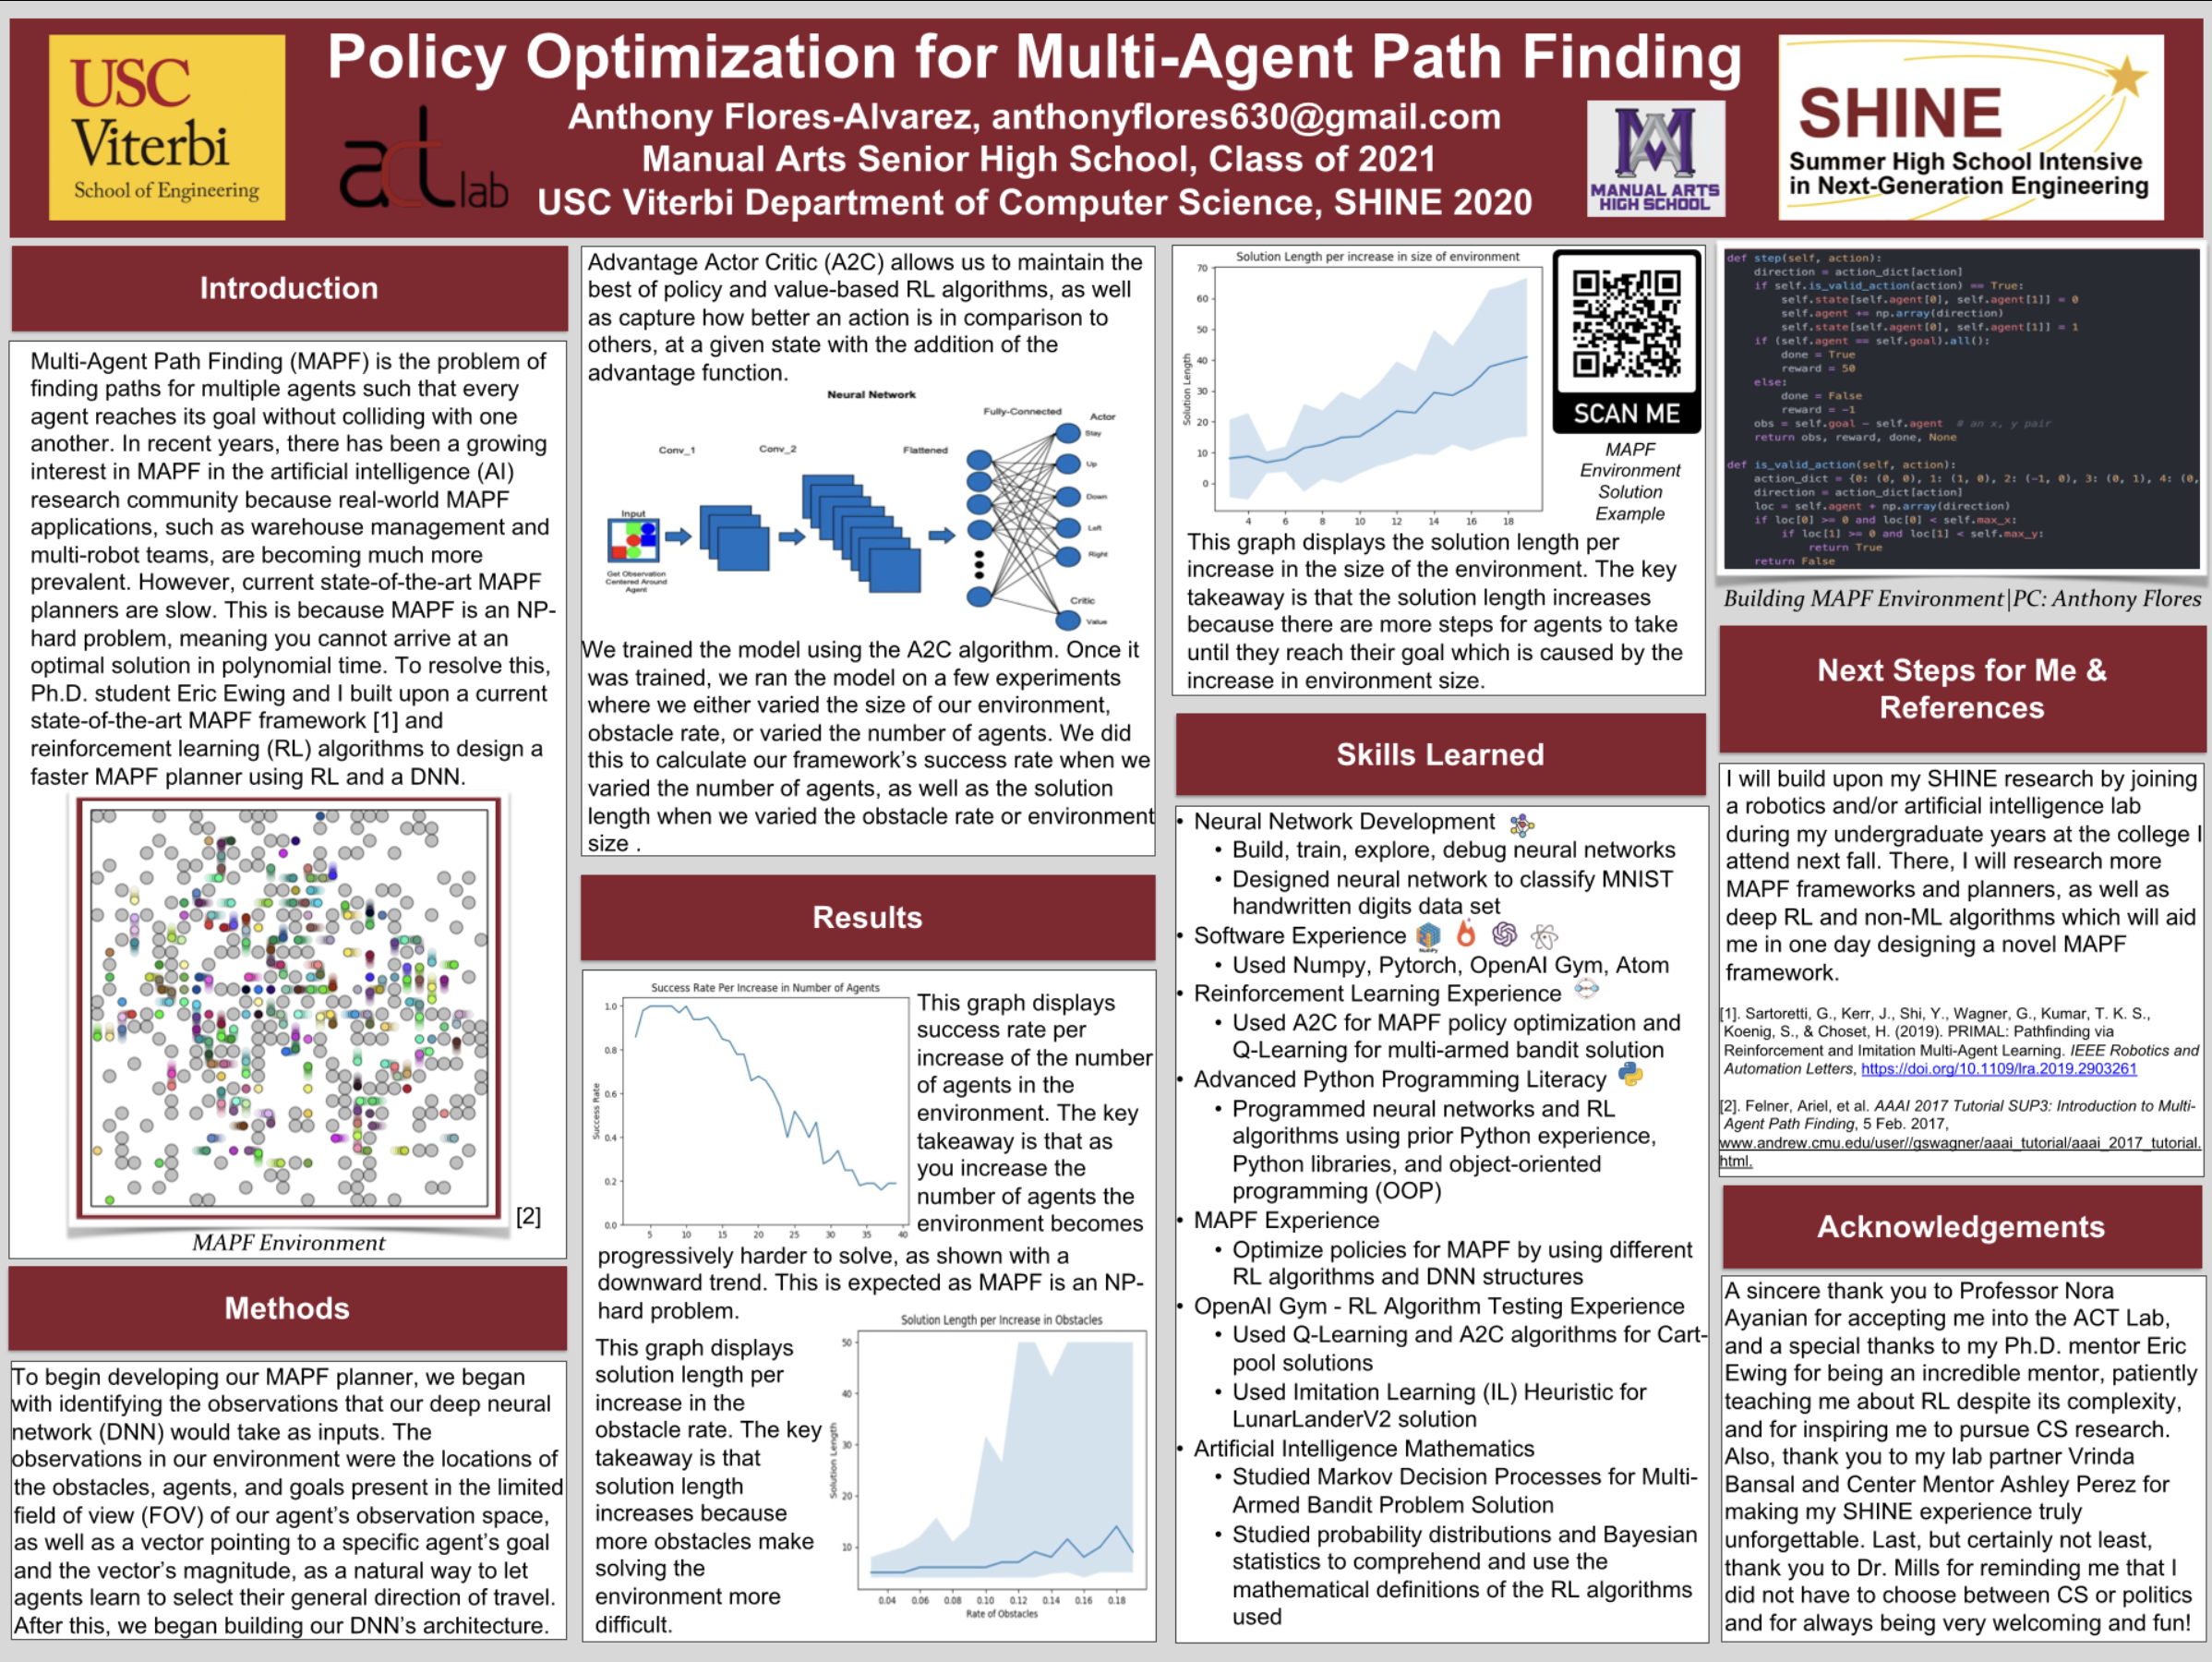 USC
Viterbi
School of Engineering
act lab
Policy Optimization for Multi-Agent Path Finding
Anthony Flores-Alvarez, anthonyflores630@gmail.com
Manual Arts Senior High School, Class of 2021
USC Viterbi Department of Computer Science, SHINE 2020
MANUAL ARTS
HIGH SCHOOL
SHINE
Summer High School Intensive
in Next-Generation Engineering
Introduction
Multi-Agent Path Finding (MAPF) is the problem of
finding paths for multiple agents such that every
agent reaches its goal without colliding with one
another. In recent years, there has been a growing
interest in MAPF in the artificial intelligence (AI)
research community because real-world MAPF
applications, such as warehouse management and
multi-robot teams, are becoming much more
prevalent. However, current state-of-the-art MAPF
planners are slow. This is because MAPF is an NP-
hard problem, meaning you cannot arrive at an
optimal solution in polynomial time. To resolve this,
Ph.D. student Eric Ewing and I built upon a current
state-of-the-art MAPF framework [1] and
reinforcement learning (RL) algorithms to design a
faster MAPF planner using RL and a DNN.
[2]
MAPF Environment
Methods
To begin developing our MAPF planner, we began
with identifying the observations that our deep neural
network (DNN) would take as inputs. The
observations in our environment were the locations of
the obstacles, agents, and goals present in the limited
field of view (FOV) of our agent's observation space,
as well as a vector pointing to a specific agent's goal
and the vector's magnitude, as a natural way to let
agents learn to select their general direction of travel.
After this, we began building our DNN's architecture.
Advantage Actor Critic (A2C) allows us to maintain the
best of policy and value-based RL algorithms, as well
as capture how better an action is in comparison to
others, at a given state with the addition of the
advantage function.
Neural Network
Fully-Connected
Actor
Conv_1
Conv_2
Flattened
Stay
Up
Down
Left
Right
Input
Get Observation
Centered Around
Agent
Critic
Value
We trained the model using the A2C algorithm. Once it
was trained, we ran the model on a few experiments
where we either varied the size of our environment,
obstacle rate, or varied the number of agents. We did
this to calculate our framework's success rate when we
varied the number of agents, as well as the solution
length when we varied the obstacle rate or environment
size .
Results
Success Rate Per Increase in Number of Agents
Success Rate
1.0
0.8
0.6
0.4
0.2
0.0
5 10 15 20 25 30 35 40
This graph displays
success rate per
increase of the number
of agents in the
environment. The key
takeaway is that as
you increase the
number of agents the
environment becomes
progressively harder to solve, as shown with a
downward trend. This is expected as MAPF is an NP-
hard problem.
This graph displays
solution length per
increase in the
obstacle rate. The key
takeaway is that
solution length
increases because
more obstacles make
solving the
environment more
difficult.
Solution Length per Increase in Obstacles
Solution Length
50
40
30
20
10
0.04 0.06 0.08 0.10 0.12 0.14 0.16 0.18
Rate of Obstacles
Solution Length per increase in size of environment
Solution Length
70
60
50
40
30
20
10
0
4 6 8 10 12 14 16 18
SCAN ME
MAPF
Environment
Solution
Example
This graph displays the solution length per
increase in the size of the environment. The key
takeaway is that the solution length increases
because there are more steps for agents to take
until they reach their goal which is caused by the
increase in environment size.
Skills Learned
• Neural Network Development
• Build, train, explore, debug neural networks
• Designed neural network to classify MNIST
handwritten digits data set
• Software Experience
NumPy
• Used Numpy, Pytorch, OpenAI Gym, Atom
• Reinforcement Learning Experience
• Used A2C for MAPF policy optimization and
Q-Learning for multi-armed bandit solution
• Advanced Python Programming Literacy
• Programmed neural networks and RL
algorithms using prior Python experience,
Python libraries, and object-oriented
programming (OOP)
• MAPF Experience
• Optimize policies for MAPF by using different
RL algorithms and DNN structures
• OpenAI Gym - RL Algorithm Testing Experience
• Used Q-Learning and A2C algorithms for Cart-
pool solutions
• Used Imitation Learning (IL) Heuristic for
LunarLanderV2 solution
• Artificial Intelligence Mathematics
• Studied Markov Decision Processes for Multi-
Armed Bandit Problem Solution
• Studied probability distributions and Bayesian
statistics to comprehend and use the
mathematical definitions of the RL algorithms
used
def step(self, action):
direction = action_dict[action]
if self.is_valid_action(action) == True:
self.state[self.agent[0], self.agent[1]] = 0
self.agent += np.array(direction)
self.state[self.agent[0], self.agent[1]] = 1
if (self.agent == self.goal).all():
done = True
reward = 50
else:
done = False
reward = -1
obs = self.goal - self.agent # an x, y pair
return obs, reward, done, None
def is_valid_action(self, action):
action_dict = {0: (0, 0), 1: (1, 0), 2: (-1, 0), 3: (0, 1), 4: (0,
direction = action_dict[action]
loc = self.agent + np.array(direction)
if loc[0] >= 0 and loc[0] < self.max_x:
if loc[1] >= 0 and loc[1] < self.max_y:
return True
return False
Building MAPF Environment|PC: Anthony Flores
Next Steps for Me &
References
I will build upon my SHINE research by joining
a robotics and/or artificial intelligence lab
during my undergraduate years at the college I
attend next fall. There, I will research more
MAPF frameworks and planners, as well as
deep RL and non-ML algorithms which will aid
me in one day designing a novel MAPF
framework.
[1]. Sartoretti, G., Kerr, J., Shi, Y., Wagner, G., Kumar, T. K. S.,
Koenig, S., & Choset, H. (2019). PRIMAL: Pathfinding via
Reinforcement and Imitation Multi-Agent Learning. IEEE Robotics and
Automation Letters, https://doi.org/10.1109/lra.2019.2903261
[2]. Felner, Ariel, et al. AAAI 2017 Tutorial SUP3: Introduction to Multi-
Agent Path Finding, 5 Feb. 2017,
www.andrew.cmu.edu/user//gswagner/aaai_tutorial/aaai_2017_tutorial.
html.
Acknowledgements
A sincere thank you to Professor Nora
Ayanian for accepting me into the ACT Lab,
and a special thanks to my Ph.D. mentor Eric
Ewing for being an incredible mentor, patiently
teaching me about RL despite its complexity,
and for inspiring me to pursue CS research.
Also, thank you to my lab partner Vrinda
Bansal and Center Mentor Ashley Perez for
making my SHINE experience truly
unforgettable. Last, but certainly not least,
thank you to Dr. Mills for reminding me that I
did not have to choose between CS or politics
and for always being very welcoming and fun!